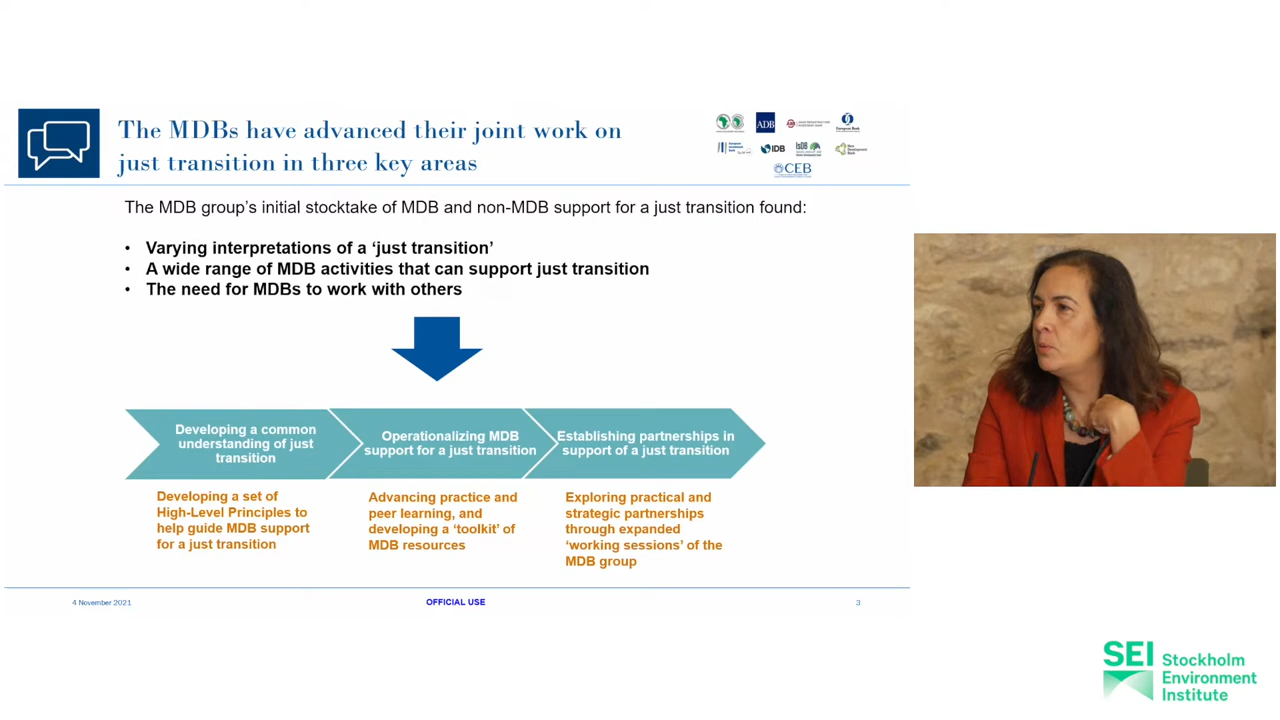 The MDBs have advanced their joint work on
just transition in three key areas
ADB
European Bank
IDB
IsDB
CEB
The MDB group's initial stocktake of MDB and non-MDB support for a just transition found:
• Varying interpretations of a 'just transition'
• A wide range of MDB activities that can support just transition
• The need for MDBs to work with others
Developing a common
understanding of just
transition
Operationalizing MDB
support for a just transition
Establishing partnerships in
support of a just transition
Developing a set of
High-Level Principles to
help guide MDB support
for a just transition
Advancing practice and
peer learning, and
developing a 'toolkit' of
MDB resources
Exploring practical and
strategic partnerships
through expanded
'working sessions' of the
MDB group
4 November 2021
OFFICIAL USE
3
SEI
Stockholm
Environment
Institute